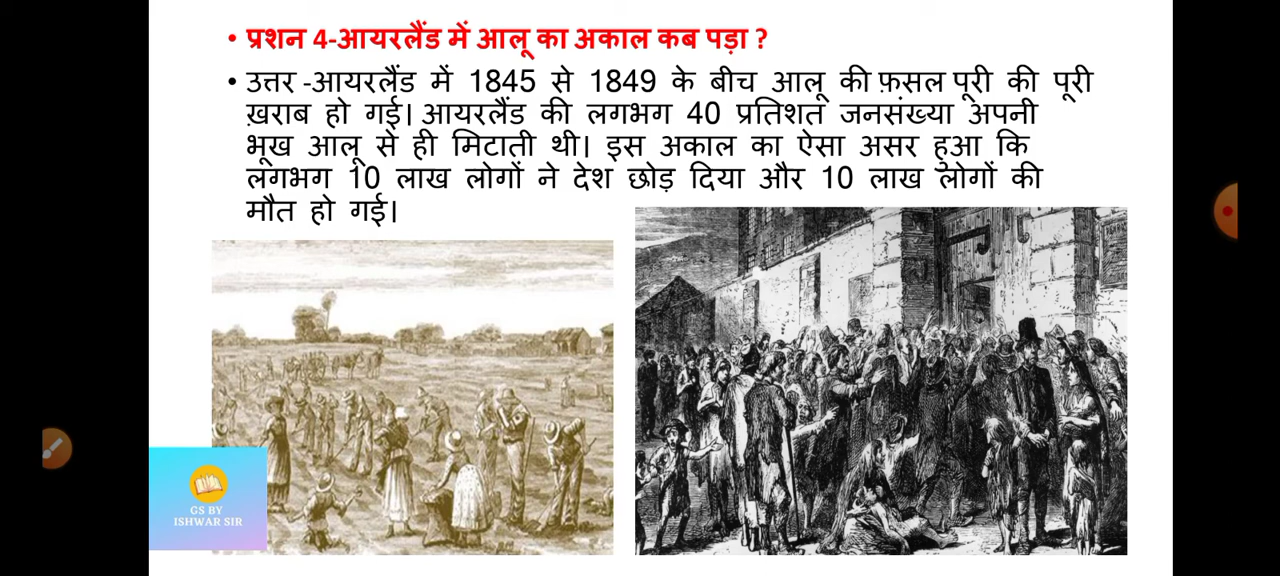 • प्रशन 4-आयरलैंड में आलू का अकाल कब पड़ा ?
• उत्तर -आयरलैंड में 1845 से 1849 के बीच आलू की फ़सल पूरी की पूरी
ख़राब हो गई। आयरलैंड की लगभग 40 प्रतिशत जनसंख्या अपनी
भूख आलू से ही मिटाती थी। इस अकाल का ऐसा असर हुआ कि
लगभग 10 लाख लोगों ने देश छोड़ दिया और 10 लाख लोगों की
मौत हो गई।
GS BY
ISHWAR SIR